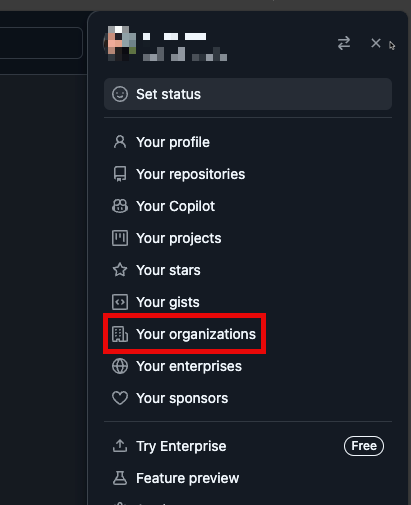 Set status
Your profile
Your repositories
Your Copilot
Your projects
Your stars
Your gists
Your organizations
Your enterprises
Your sponsors
Try Enterprise Free
Feature preview